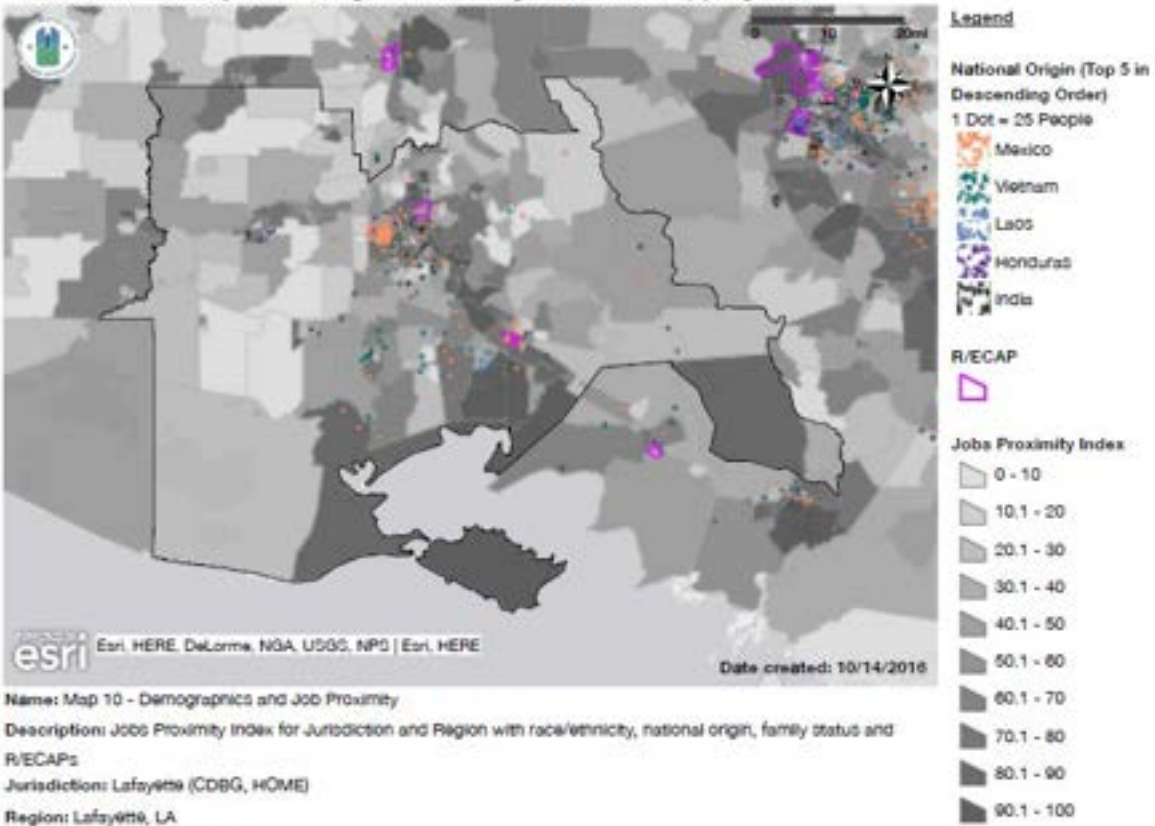 0 10 20mi
Legend
National Origin (Top 5 in
Descending Order)
1 Dot = 25 People
Mexico
Vietnam
Laos
Honduras
India
R/ECAP
Jobs Proximity Index
0 - 10
10.1 - 20
20.1 - 30
30.1 - 40
40.1 - 50
50.1 - 60
60.1 - 70
70.1 - 80
80.1 - 90
90.1 - 100
esri
Esri, HERE, DeLorme, NGA, USGS, NPS | Esri, HERE
Date created: 10/14/2016
Name: Map 10 - Demographics and Job Proximity
Description: Jobs Proximity Index for Jurisdiction and Region with race/ethnicity, national origin, family status and
R/ECAPs
Jurisdiction: Lafayette (CDBG, HOME)
Region: Lafayette, LA